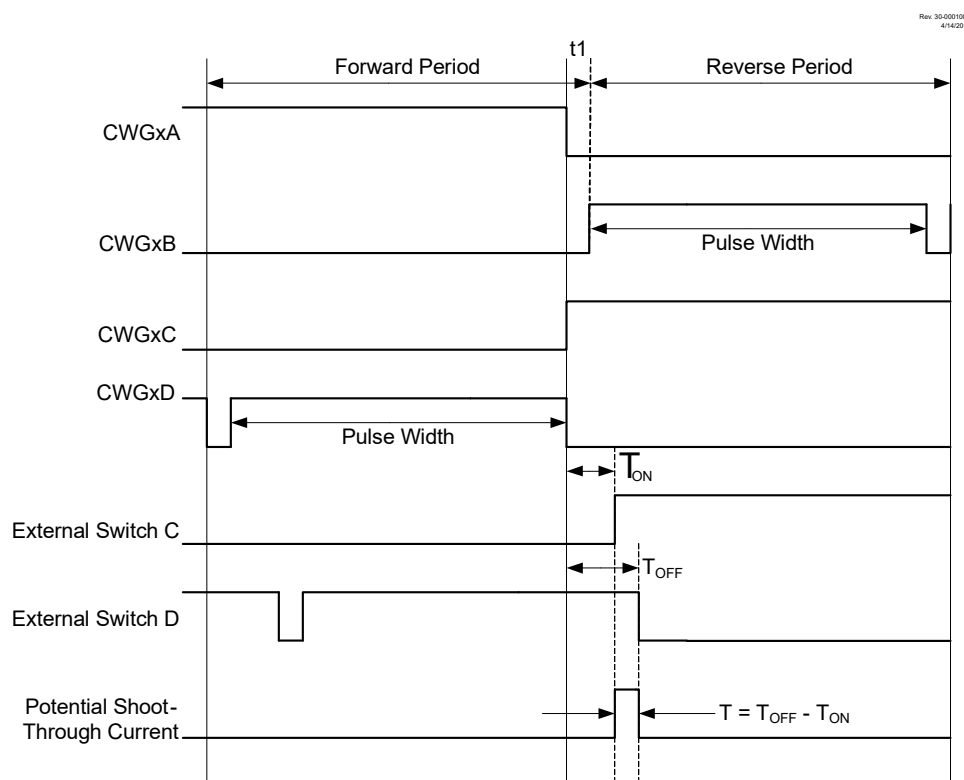 Rev. 30-00010
4/14/20
t1
Forward Period
Reverse Period
CWGxA
CWGxB
Pulse Width
CWGxC
CWGxD
Pulse Width
TON
External Switch C
TOFF
External Switch D
Potential Shoot-
Through Current
T = TOFF - TON